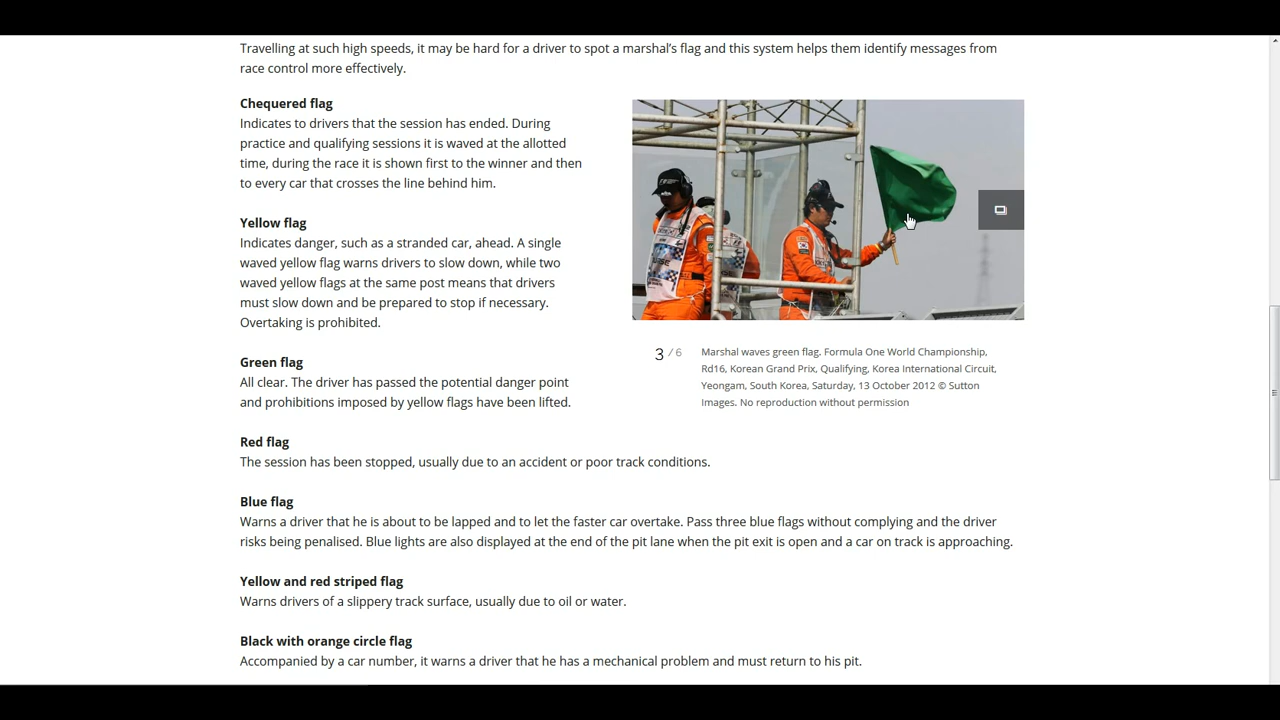 Travelling at such high speeds, it may be hard for a driver to spot a marshal's flag and this system helps them identify messages from
race control more effectively.
Chequered flag
Indicates to drivers that the session has ended. During
practice and qualifying sessions it is waved at the allotted
time, during the race it is shown first to the winner and then
to every car that crosses the line behind him.
Yellow flag
Indicates danger, such as a stranded car, ahead. A single
waved yellow flag warns drivers to slow down, while two
waved yellow flags at the same post means that drivers
must slow down and be prepared to stop if necessary.
Overtaking is prohibited.
Green flag
All clear. The driver has passed the potential danger point
and prohibitions imposed by yellow flags have been lifted.
3 / 6
Marshal waves green flag. Formula One World Championship,
Rd16, Korean Grand Prix, Qualifying, Korea International Circuit,
Yeongam, South Korea, Saturday, 13 October 2012 © Sutton
Images. No reproduction without permission
Red flag
The session has been stopped, usually due to an accident or poor track conditions.
Blue flag
Warns a driver that he is about to be lapped and to let the faster car overtake. Pass three blue flags without complying and the driver
risks being penalised. Blue lights are also displayed at the end of the pit lane when the pit exit is open and a car on track is approaching.
Yellow and red striped flag
Warns drivers of a slippery track surface, usually due to oil or water.
Black with orange circle flag
Accompanied by a car number, it warns a driver that he has a mechanical problem and must return to his pit.